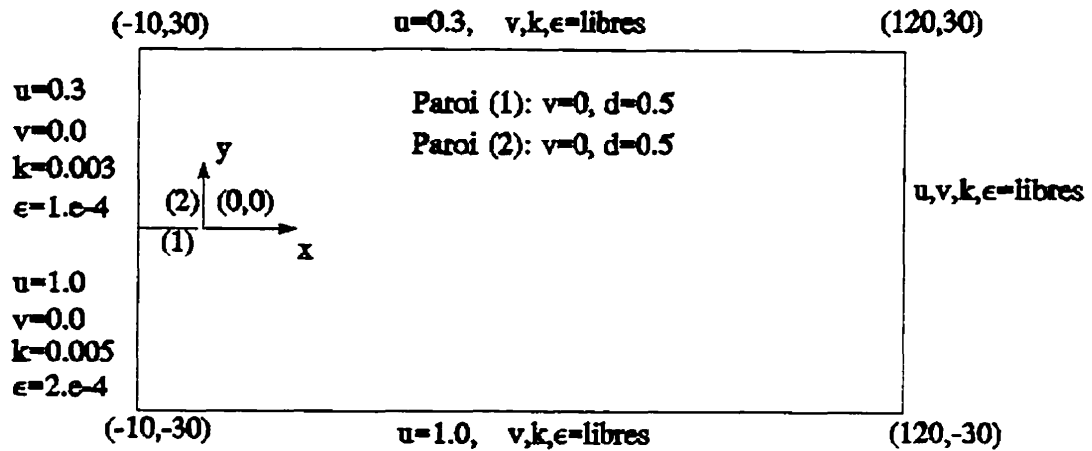 (-10,30) u=0.3, v,k,ϵ=libres (120,30)
u=0.3
v=0.0
k=0.003
ϵ=1.e-4
Paroi (1): v=0, d=0.5
Paroi (2): v=0, d=0.5
y
(2) (0,0)
(1)
x
u,v,k,ϵ=libres
u=1.0
v=0.0
k=0.005
ϵ=2.e-4
(-10,-30) u=1.0, v,k,ϵ=libres (120,-30)